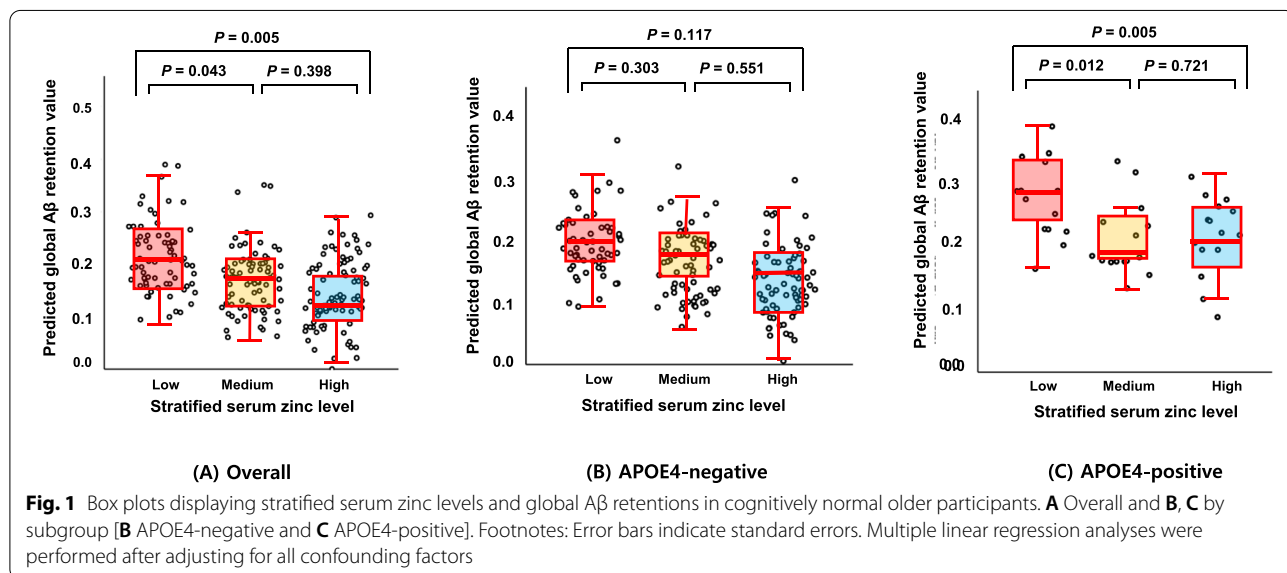 P = 0.005
P = 0.043
P = 0.398
Predicted global Aβ retention value
0.5
0.4
0.3
0.2
0.1
0.0
Low
Medium
High
Stratified serum zinc level
(A) Overall
P = 0.117
P = 0.303
P = 0.551
Predicted global Aβ retention value
0.4
0.3
0.2
0.1
0.0
Low
Medium
High
Stratified serum zinc level
(B) APOE4-negative
P = 0.005
P = 0.012
P = 0.721
Predicted global Aβ retention value
0.4
0.3
0.2
0.1
0.0
Low
Medium
High
Stratified serum zinc level
(C) APOE4-positive
Fig. 1 Box plots displaying stratified serum zinc levels and global Aβ retentions in cognitively normal older participants. A Overall and B, C by
subgroup [B APOE4-negative and C APOE4-positive]. Footnotes: Error bars indicate standard errors. Multiple linear regression analyses were
performed after adjusting for all confounding factors